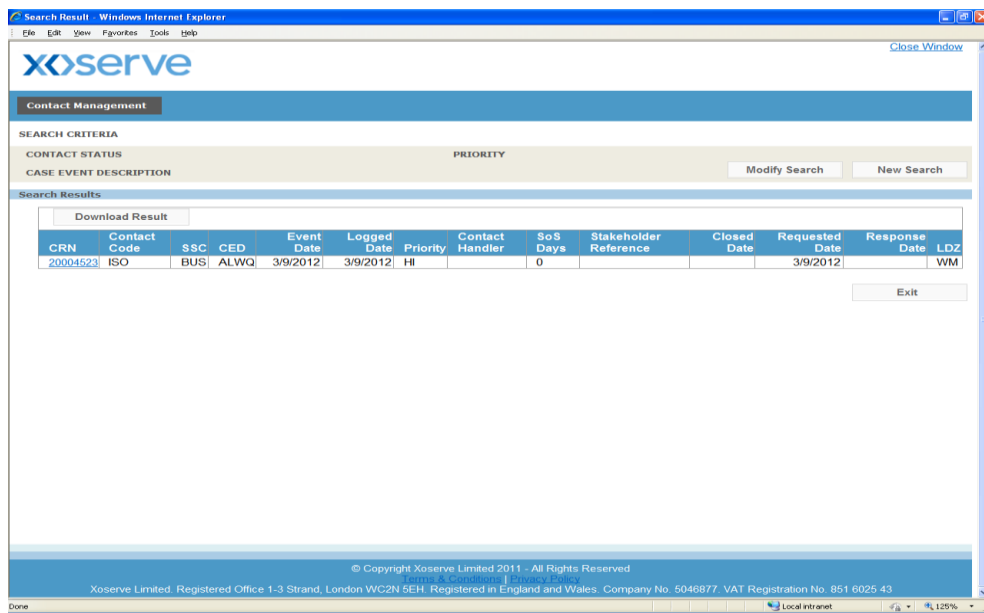 Search Result - Windows Internet Explorer
File Edit View Favorites Tools Help
Close Window
xoserve
Contact Management
SEARCH CRITERIA
CONTACT STATUS PRIORITY
CASE EVENT DESCRIPTION
Modify Search New Search
Search Results
Download Result
CRN Contact Code SSC CED Event Date Logged Date Priority Contact Handler SoS Days Stakeholder Reference Closed Date Requested Date Response Date LDZ
20004523 ISO BUS ALWQ 3/9/2012 3/9/2012 HI 0 3/9/2012 WM
Exit
© Copyright Xoserve Limited 2011 - All Rights Reserved
Terms & Conditions | Privacy Policy
Xoserve Limited. Registered Office 1-3 Strand, London WC2N 5EH. Registered in England and Wales. Company No. 5046877. VAT Registration No. 851 6025 43
Done Local intranet 125%